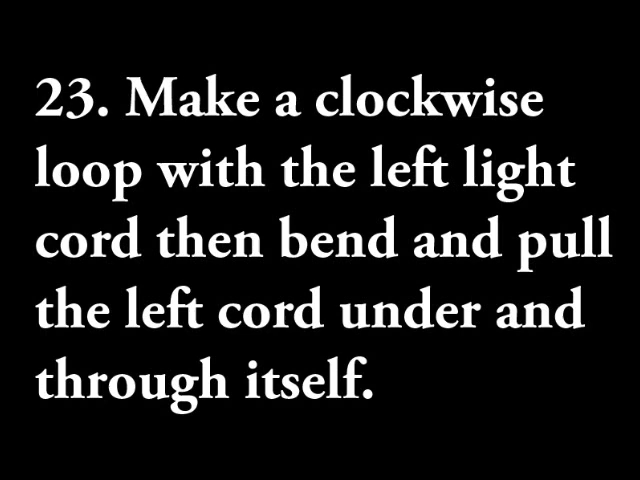 23. Make a clockwise
loop with the left light
cord then bend and pull
the left cord under and
through itself.